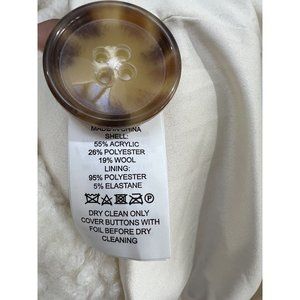 MADE IN CHINA
SHELL:
55% ACRYLIC
26% POLYESTER
19% WOOL
LINING:
95% POLYESTER
5% ELASTANE
DRY CLEAN ONLY
COVER BUTTONS WITH
FOIL BEFORE DRY
CLEANING